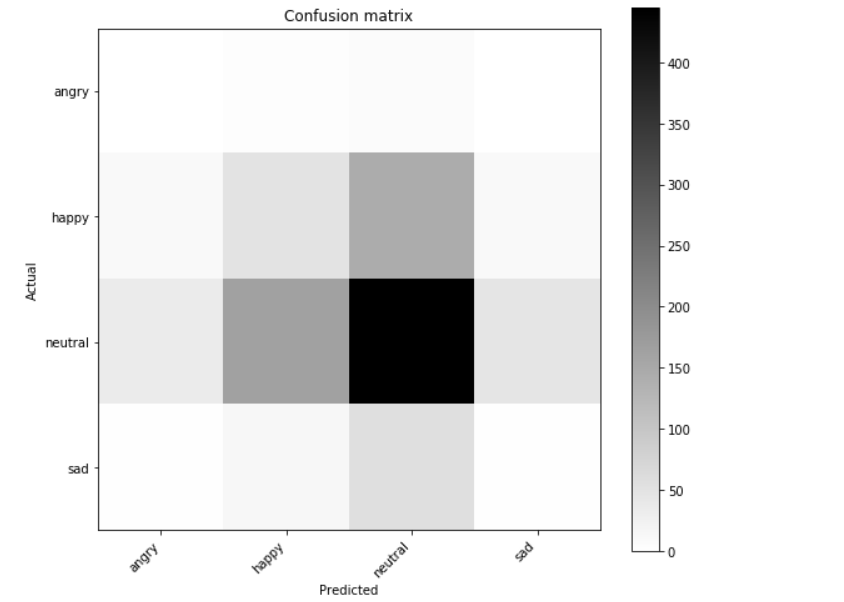 Confusion matrix
angry
happy
neutral
sad
Actual
angry
happy
neutral
sad
Predicted
400
350
300
250
200
150
100
50
0